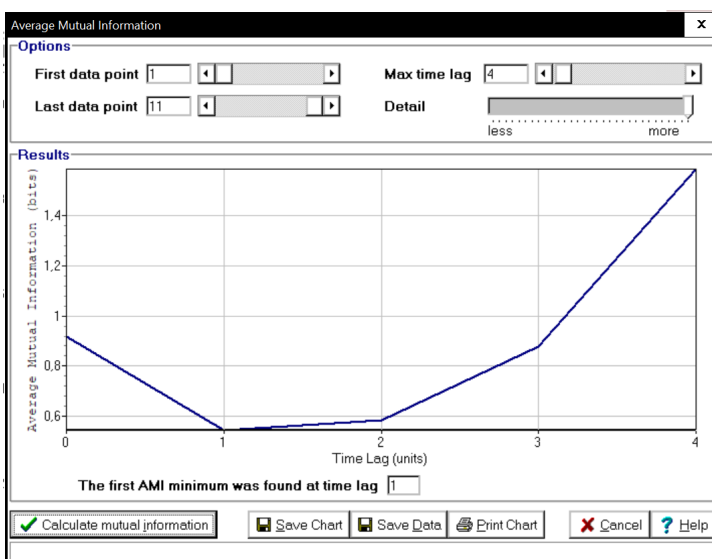 Average Mutual Information
x
Options
First data point 1
Max time lag 4
Last data point 11
Detail
less more
Results
Average Mutual Information (bits)
1,4
1,2
1
0,8
0,6
0 1 2 3 4
Time Lag (units)
The first AMI minimum was found at time lag 1
Calculate mutual information Save Chart Save Data Print Chart Cancel ? Help